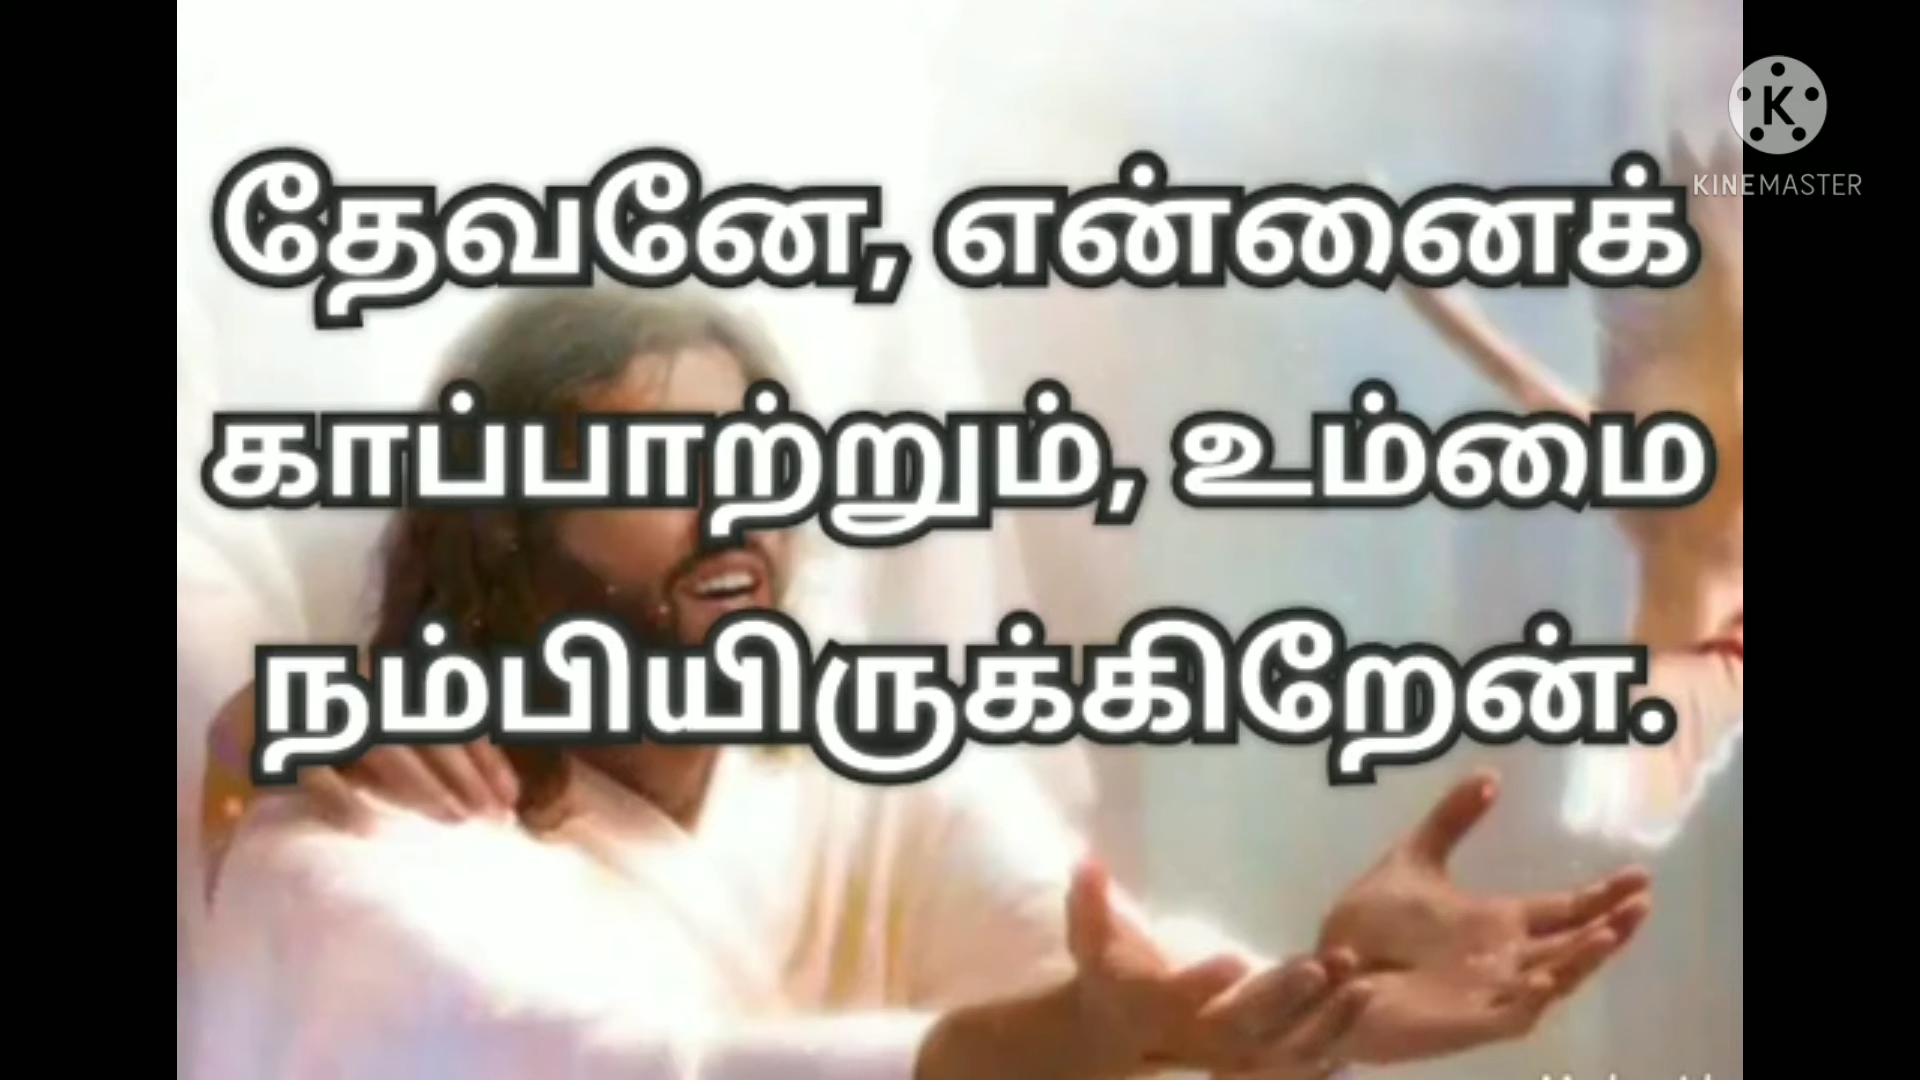 KINEMASTER
தேவனே, என்னைக்
காப்பாற்றும், உம்மை
நம்பியிருக்கிறேன்.